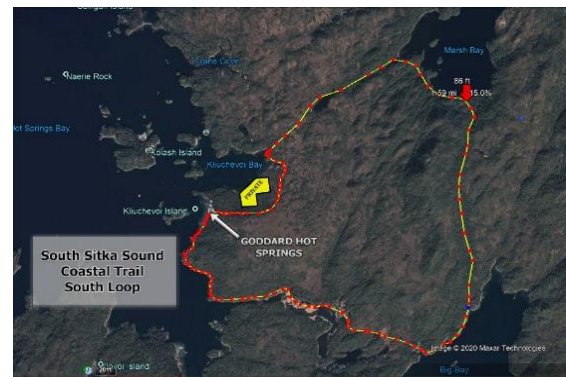 Marsh Bay
86 ft
15.0%
Naerie Rock
Hot Springs Bay
Kolash Island
Kliuchevoi Bay
PRIVATE
Kliuchevoi Island
GODDARD HOT
SPRINGS
South Sitka Sound
Coastal Trail
South Loop
Image © 2020 Maxar Technologies
Big Bay